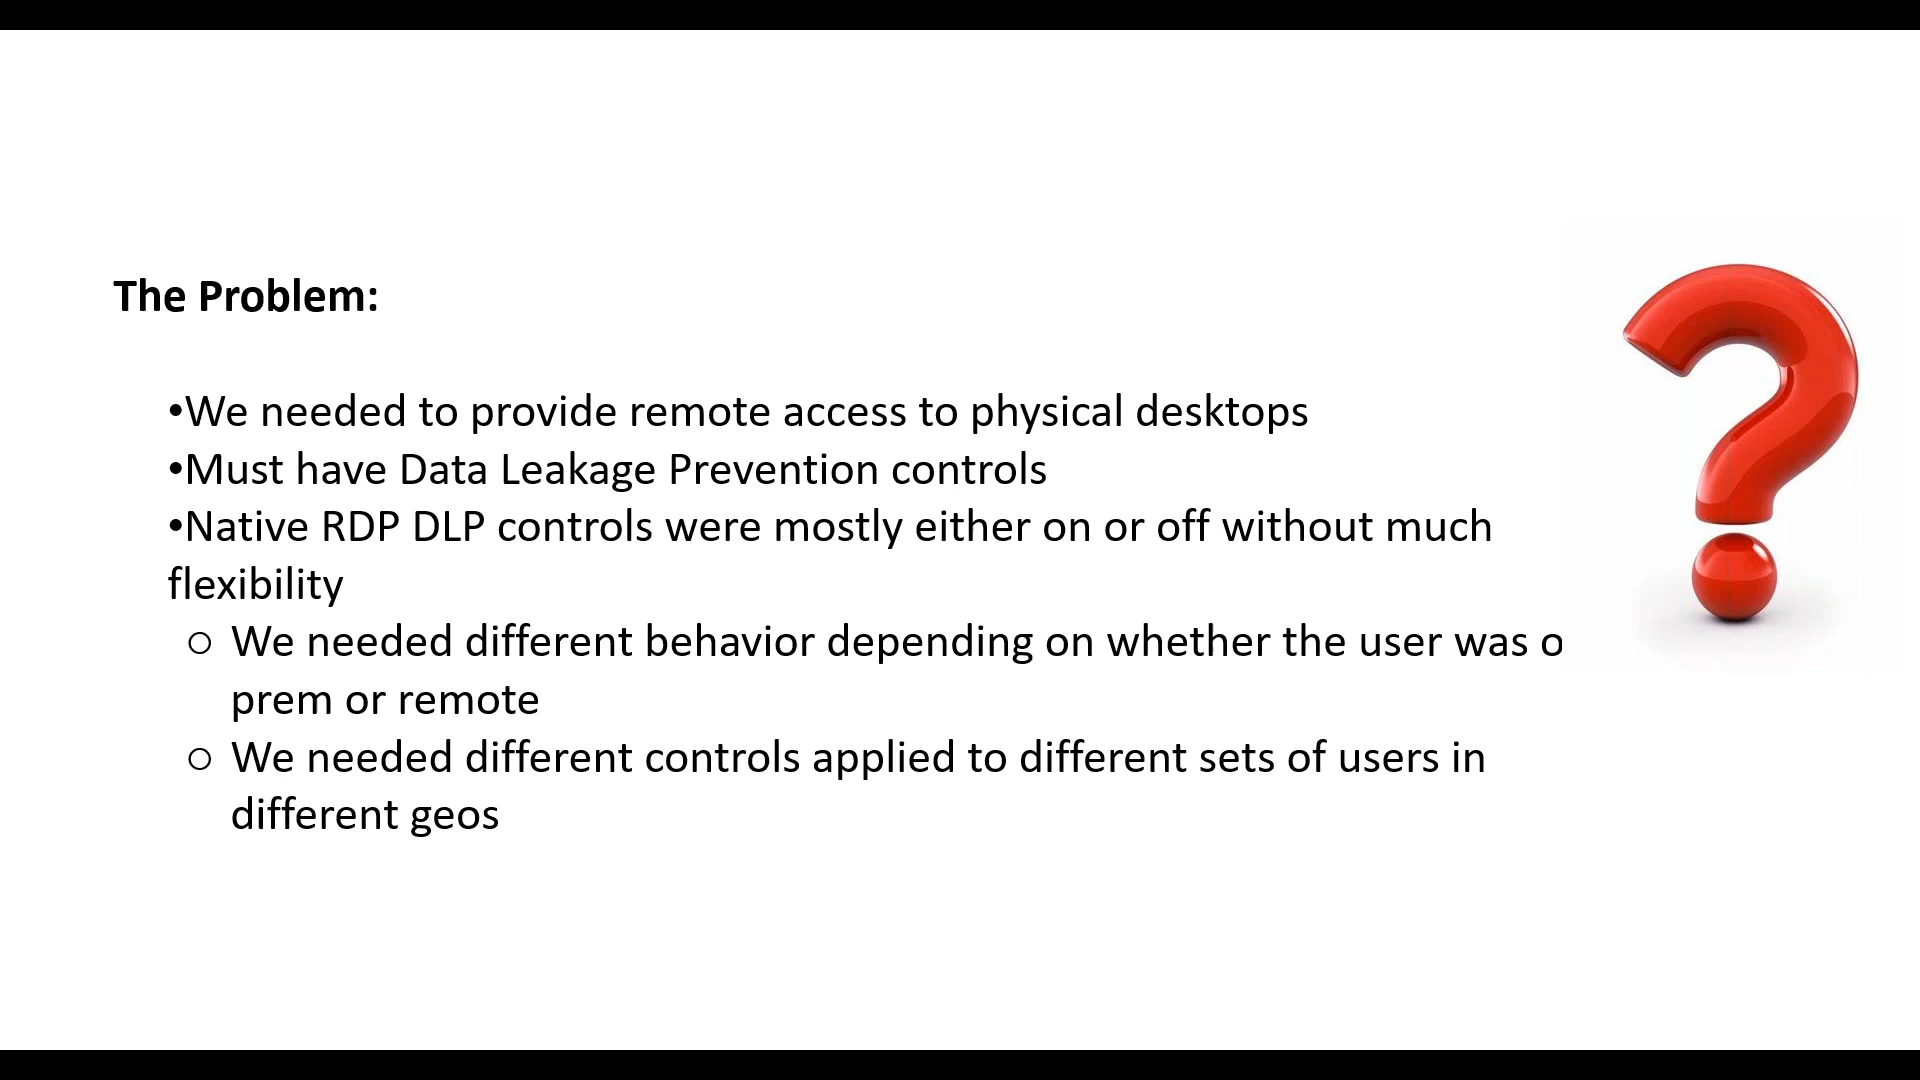 The Problem:
•We needed to provide remote access to physical desktops
•Must have Data Leakage Prevention controls
•Native RDP DLP controls were mostly either on or off without much
flexibility
○ We needed different behavior depending on whether the user was o
prem or remote
○ We needed different controls applied to different sets of users in
different geos